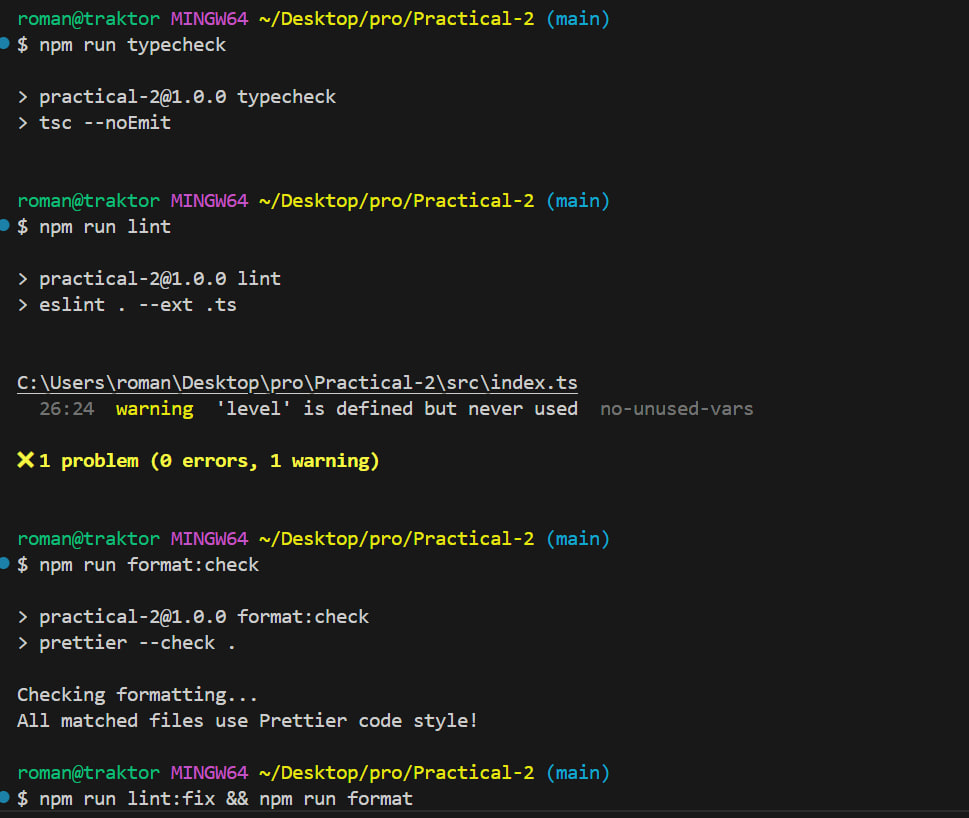 roman@traktor MINGW64 ~/Desktop/pro/Practical-2 (main)
$ npm run typecheck
> practical-2@1.0.0 typecheck
> tsc --noEmit
roman@traktor MINGW64 ~/Desktop/pro/Practical-2 (main)
$ npm run lint
> practical-2@1.0.0 lint
> eslint . --ext .ts
C:\Users\roman\Desktop\pro\Practical-2\src\index.ts
26:24  warning  'level' is defined but never used  no-unused-vars
✖ 1 problem (0 errors, 1 warning)
roman@traktor MINGW64 ~/Desktop/pro/Practical-2 (main)
$ npm run format:check
> practical-2@1.0.0 format:check
> prettier --check .
Checking formatting...
All matched files use Prettier code style!
roman@traktor MINGW64 ~/Desktop/pro/Practical-2 (main)
$ npm run lint:fix && npm run format